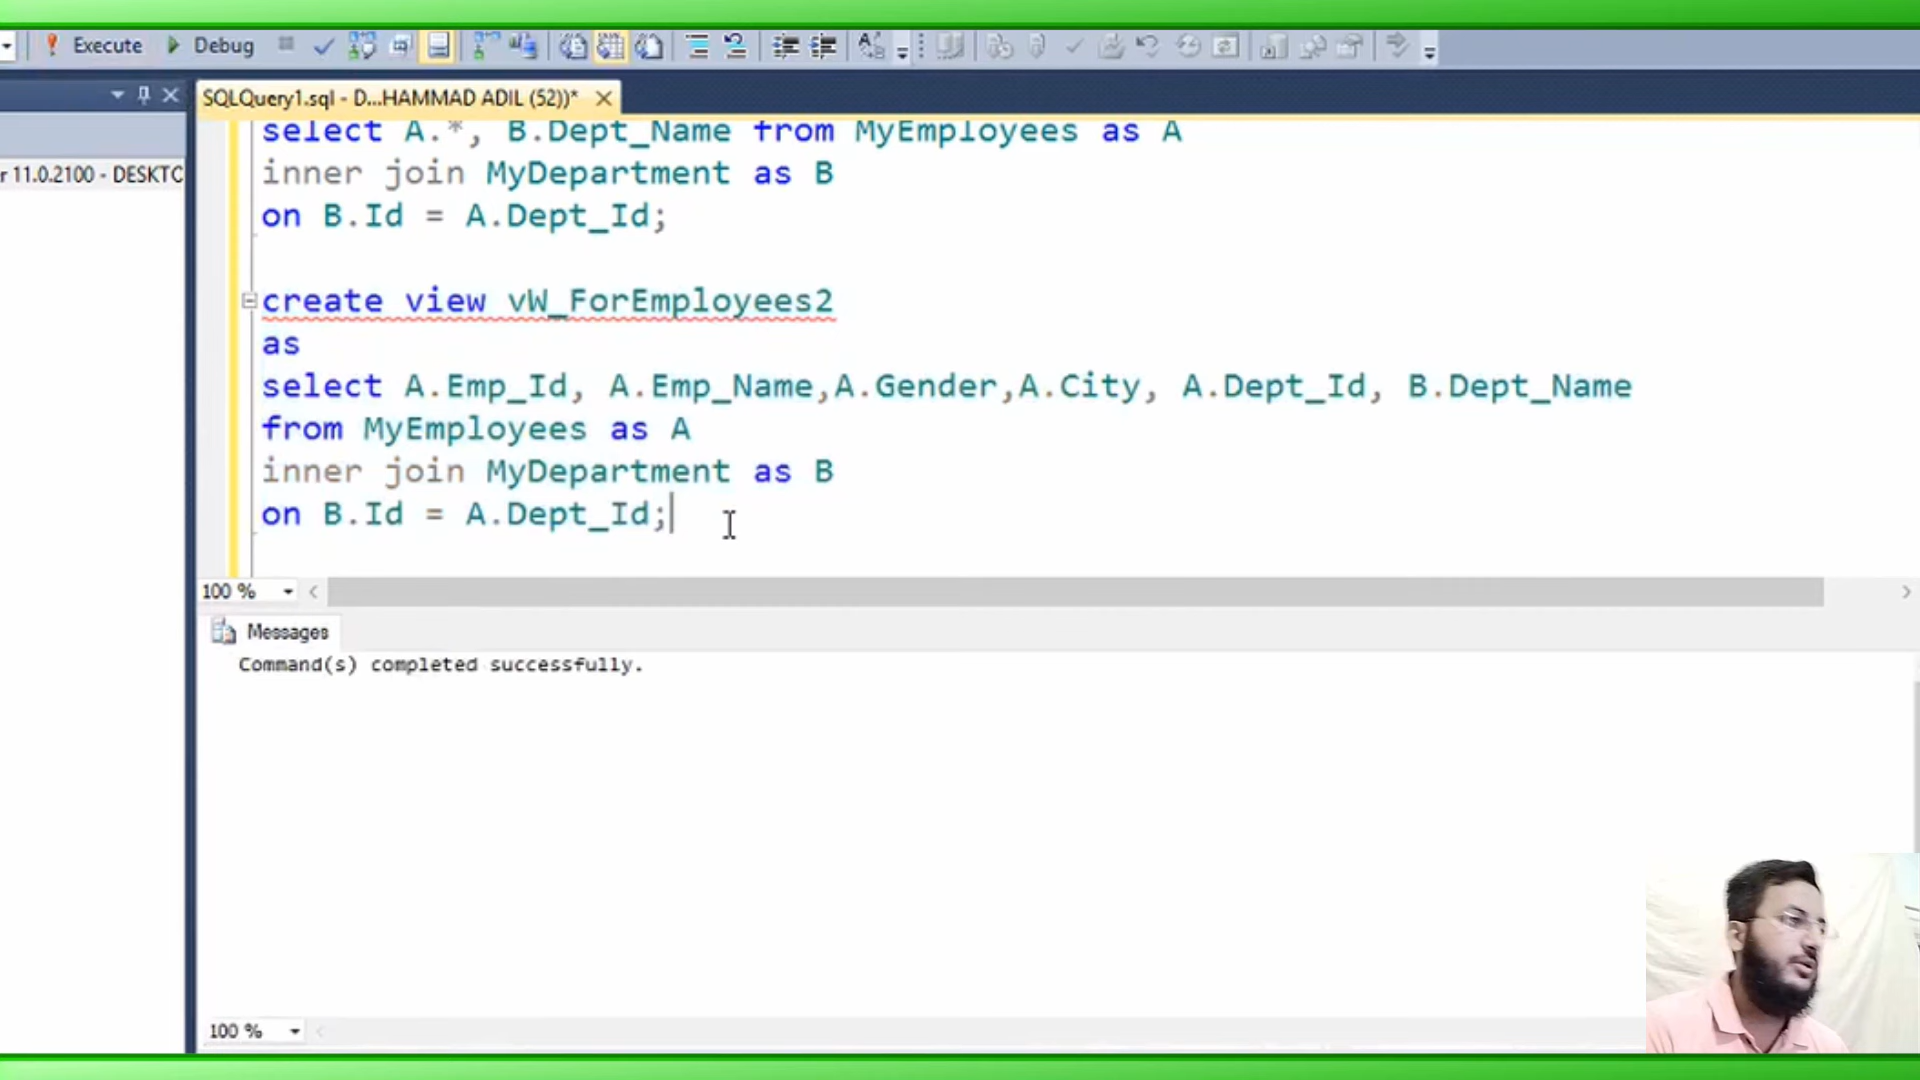 Execute Debug
SQLQuery1.sql - D...HAMMAD ADIL (52))*
r 11.0.2100 - DESKTC
select A.*, B.Dept_Name from MyEmployees as A
inner join MyDepartment as B
on B.Id = A.Dept_Id;
create view vW_ForEmployees2
as
select A.Emp_Id, A.Emp_Name,A.Gender,A.City, A.Dept_Id, B.Dept_Name
from MyEmployees as A
inner join MyDepartment as B
on B.Id = A.Dept_Id;
100 %
Messages
Command(s) completed successfully.
100 %